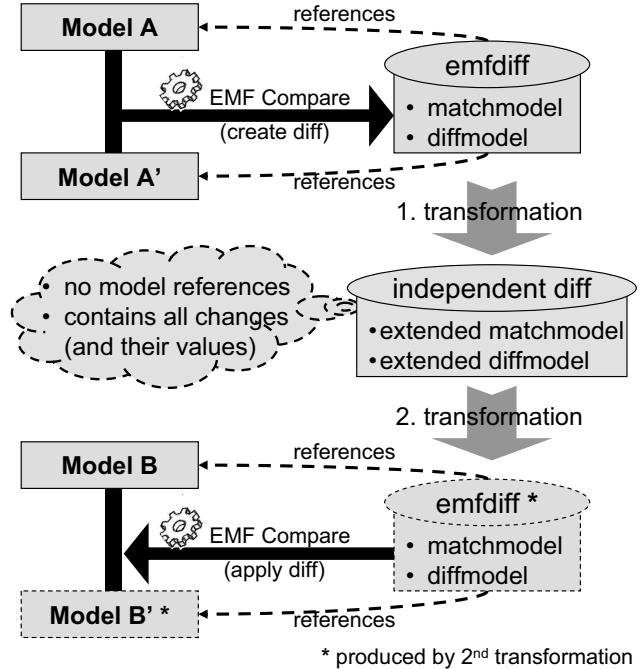 references
Model A
emfdiff
EMF Compare
• matchmodel
(create diff)
• diffmodel
Model A'
references
1. transformation
• no model references
• contains all changes
(and their values)
independent diff
•extended matchmodel
•extended diffmodel
2. transformation
references
Model B
emfdiff *
EMF Compare
• matchmodel
(apply diff)
• diffmodel
Model B' *
references
* produced by 2nd transformation